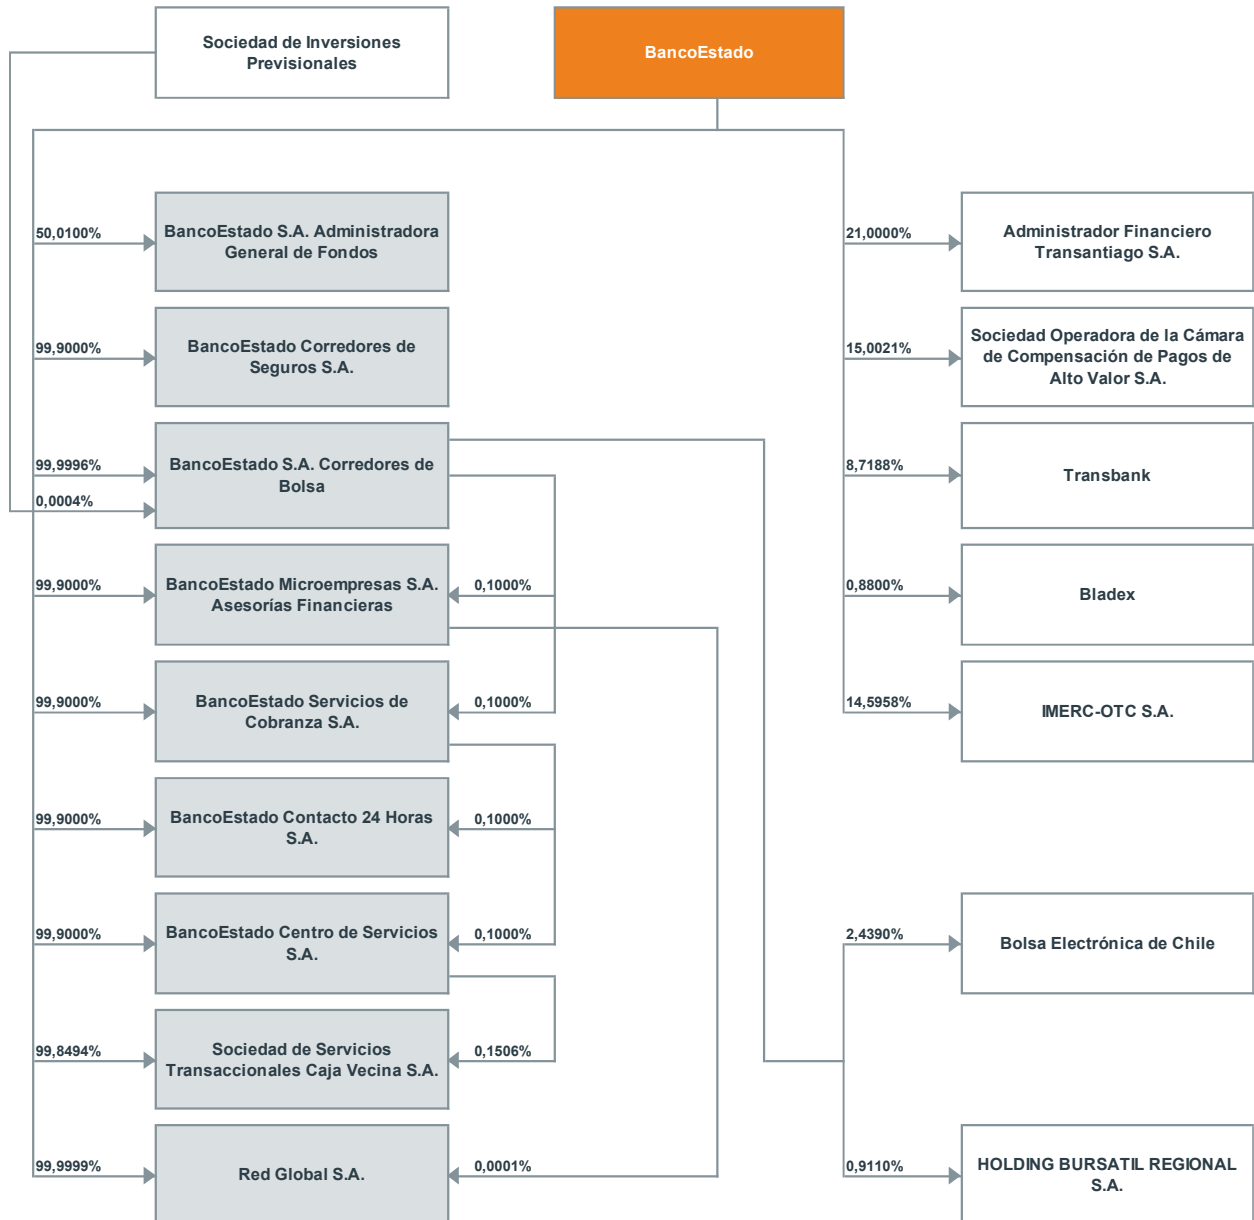 Sociedad de Inversiones
Previsionales
BancoEstado
50,0100%
BancoEstado S.A. Administradora
General de Fondos
21,0000%
Administrador Financiero
Transantiago S.A.
99,9000%
BancoEstado Corredores de
Seguros S.A.
15,0021%
Sociedad Operadora de la Cámara
de Compensación de Pagos de
Alto Valor S.A.
99,9996%
0,0004%
BancoEstado S.A. Corredores de
Bolsa
8,7188%
Transbank
99,9000%
BancoEstado Microempresas S.A.
Asesorías Financieras
0,1000%
0,8800%
Bladex
99,9000%
BancoEstado Servicios de
Cobranza S.A.
0,1000%
14,5958%
IMERC-OTC S.A.
99,9000%
BancoEstado Contacto 24 Horas
S.A.
0,1000%
99,9000%
BancoEstado Centro de Servicios
S.A.
0,1000%
2,4390%
Bolsa Electrónica de Chile
99,8494%
Sociedad de Servicios
Transaccionales Caja Vecina S.A.
0,1506%
99,9999%
Red Global S.A.
0,0001%
0,9110%
HOLDING BURSATIL REGIONAL
S.A.